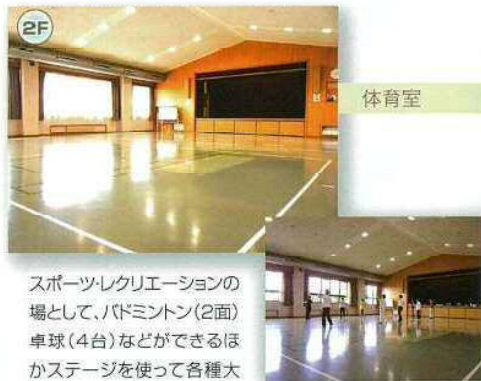 2F
体育室
スポーツ・レクリエーションの
場として、バドミントン(2面)
卓球(4台)などができるほ
かステージを使って各種大